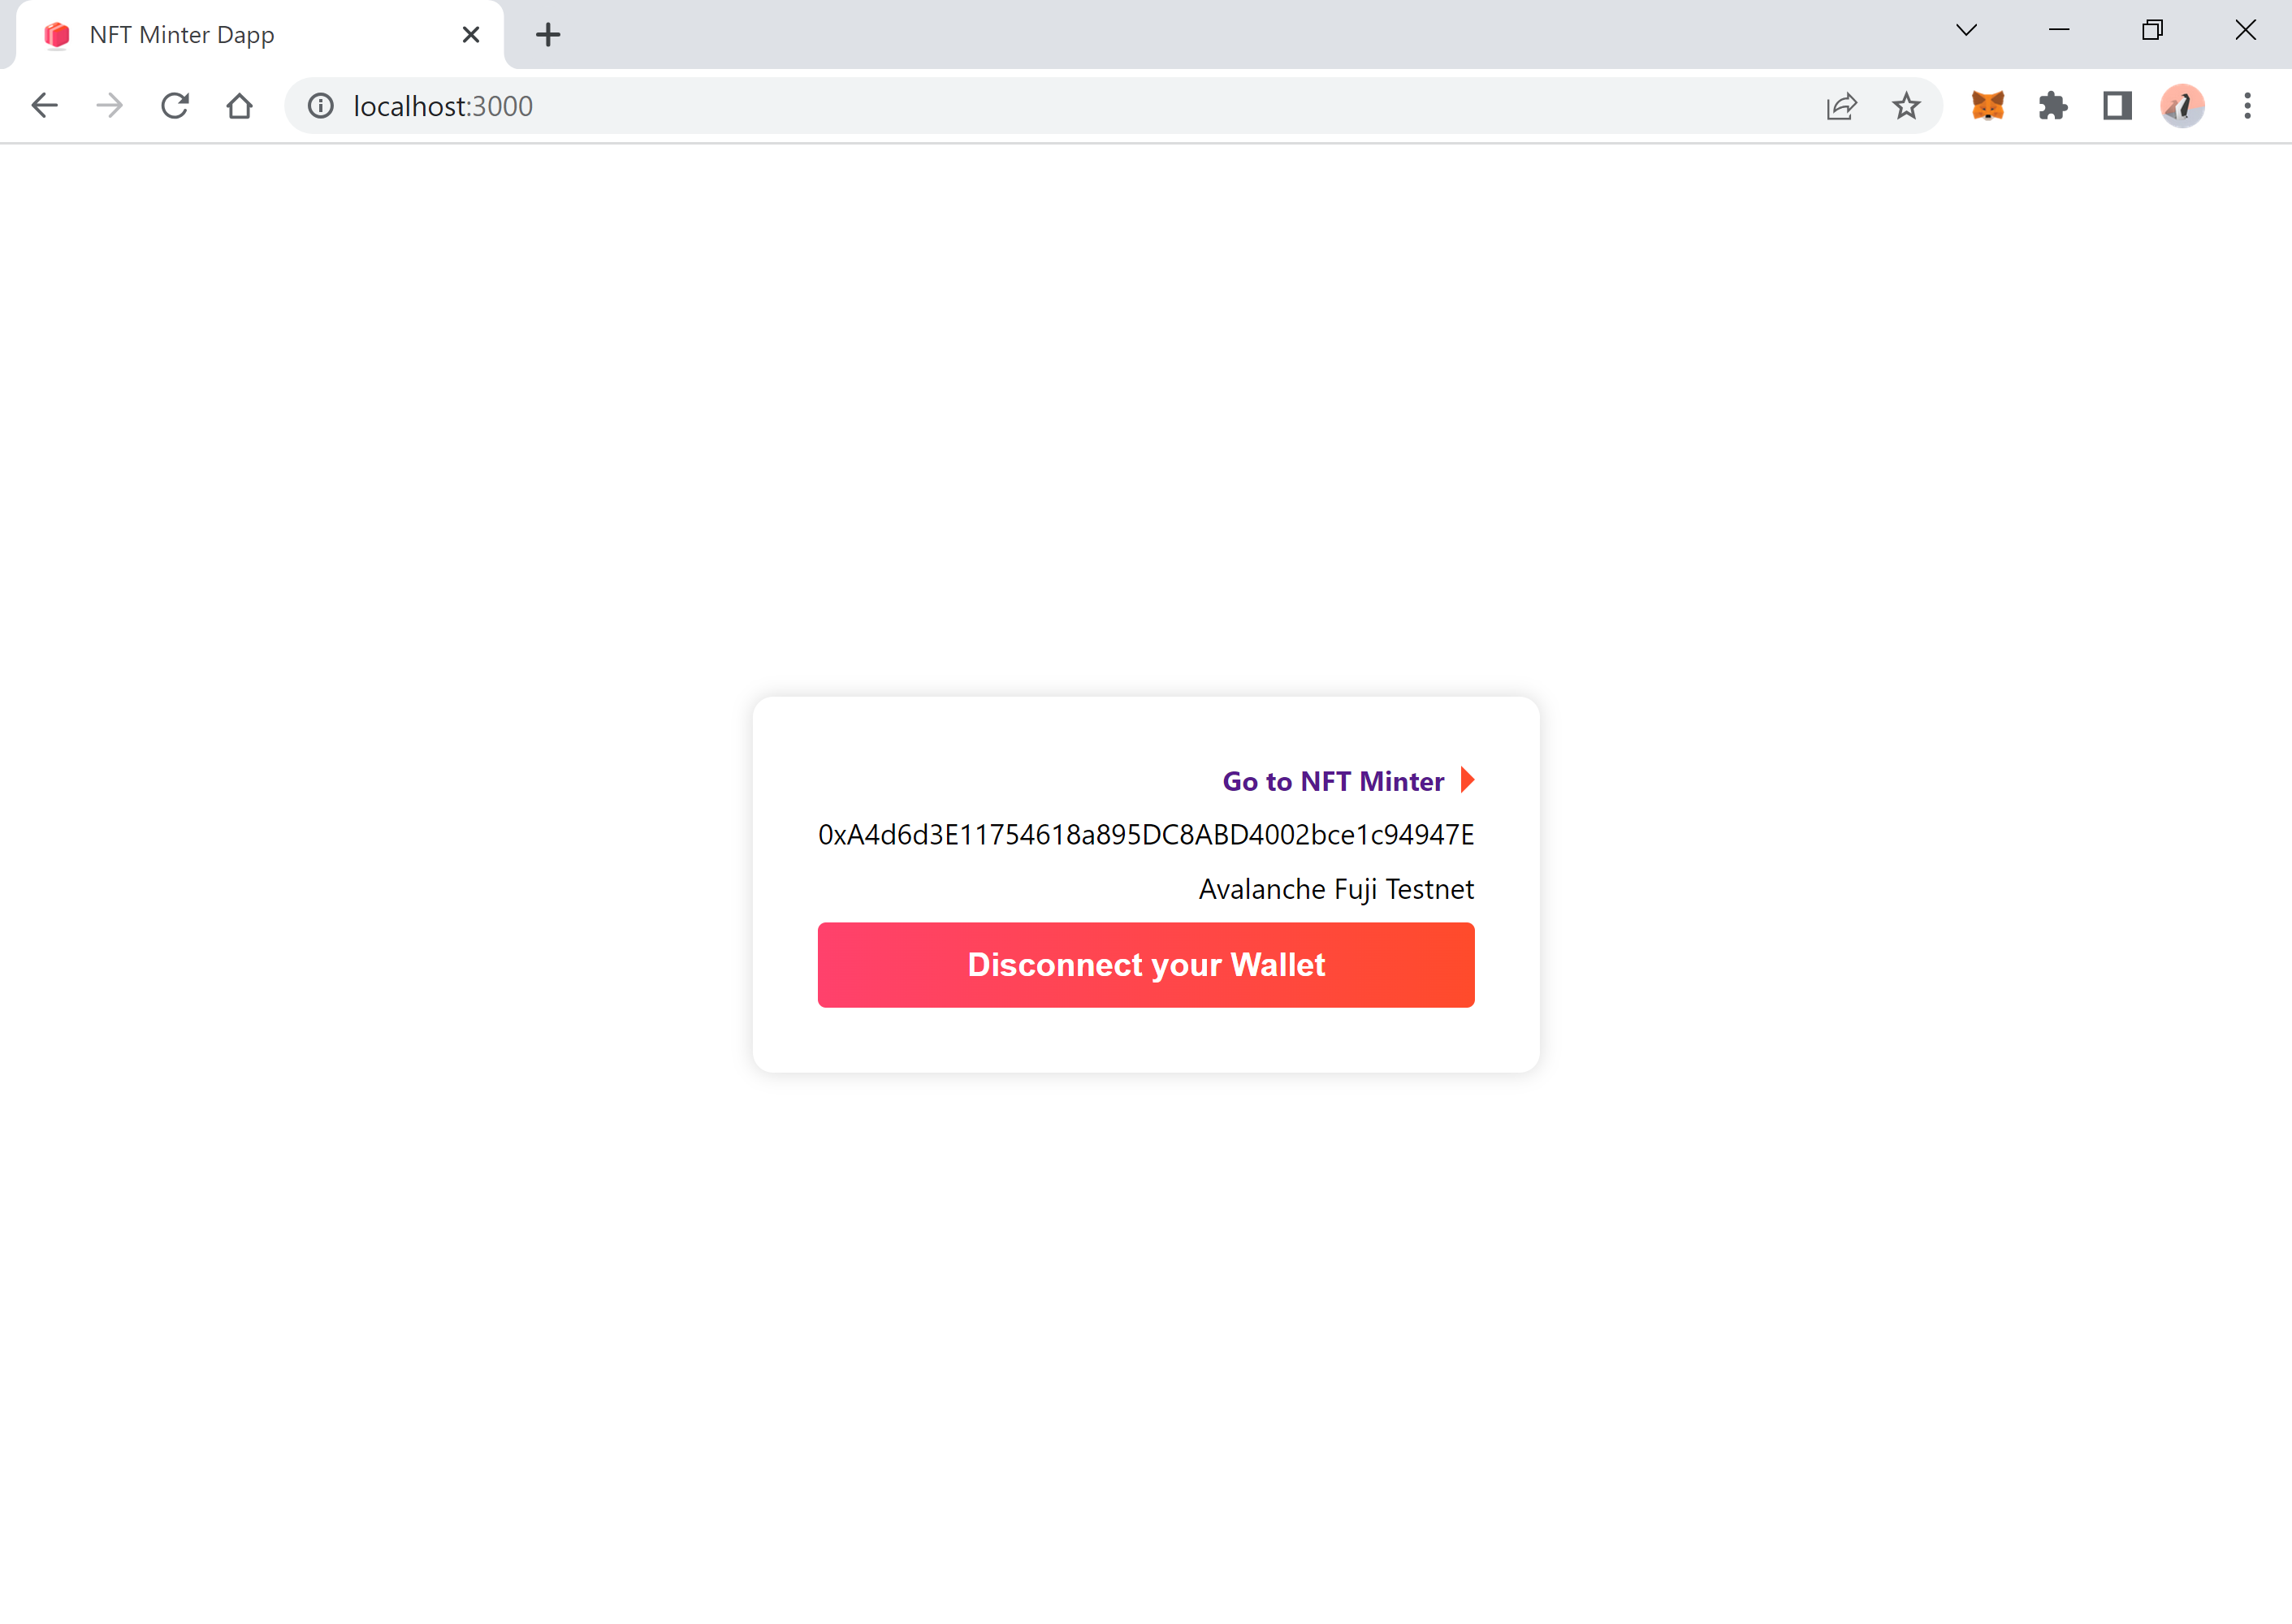 NFT Minter Dapp
localhost:3000
Go to NFT Minter
0xA4d6d3E11754618a895DC8ABD4002bce1c94947E
Avalanche Fuji Testnet
Disconnect your Wallet